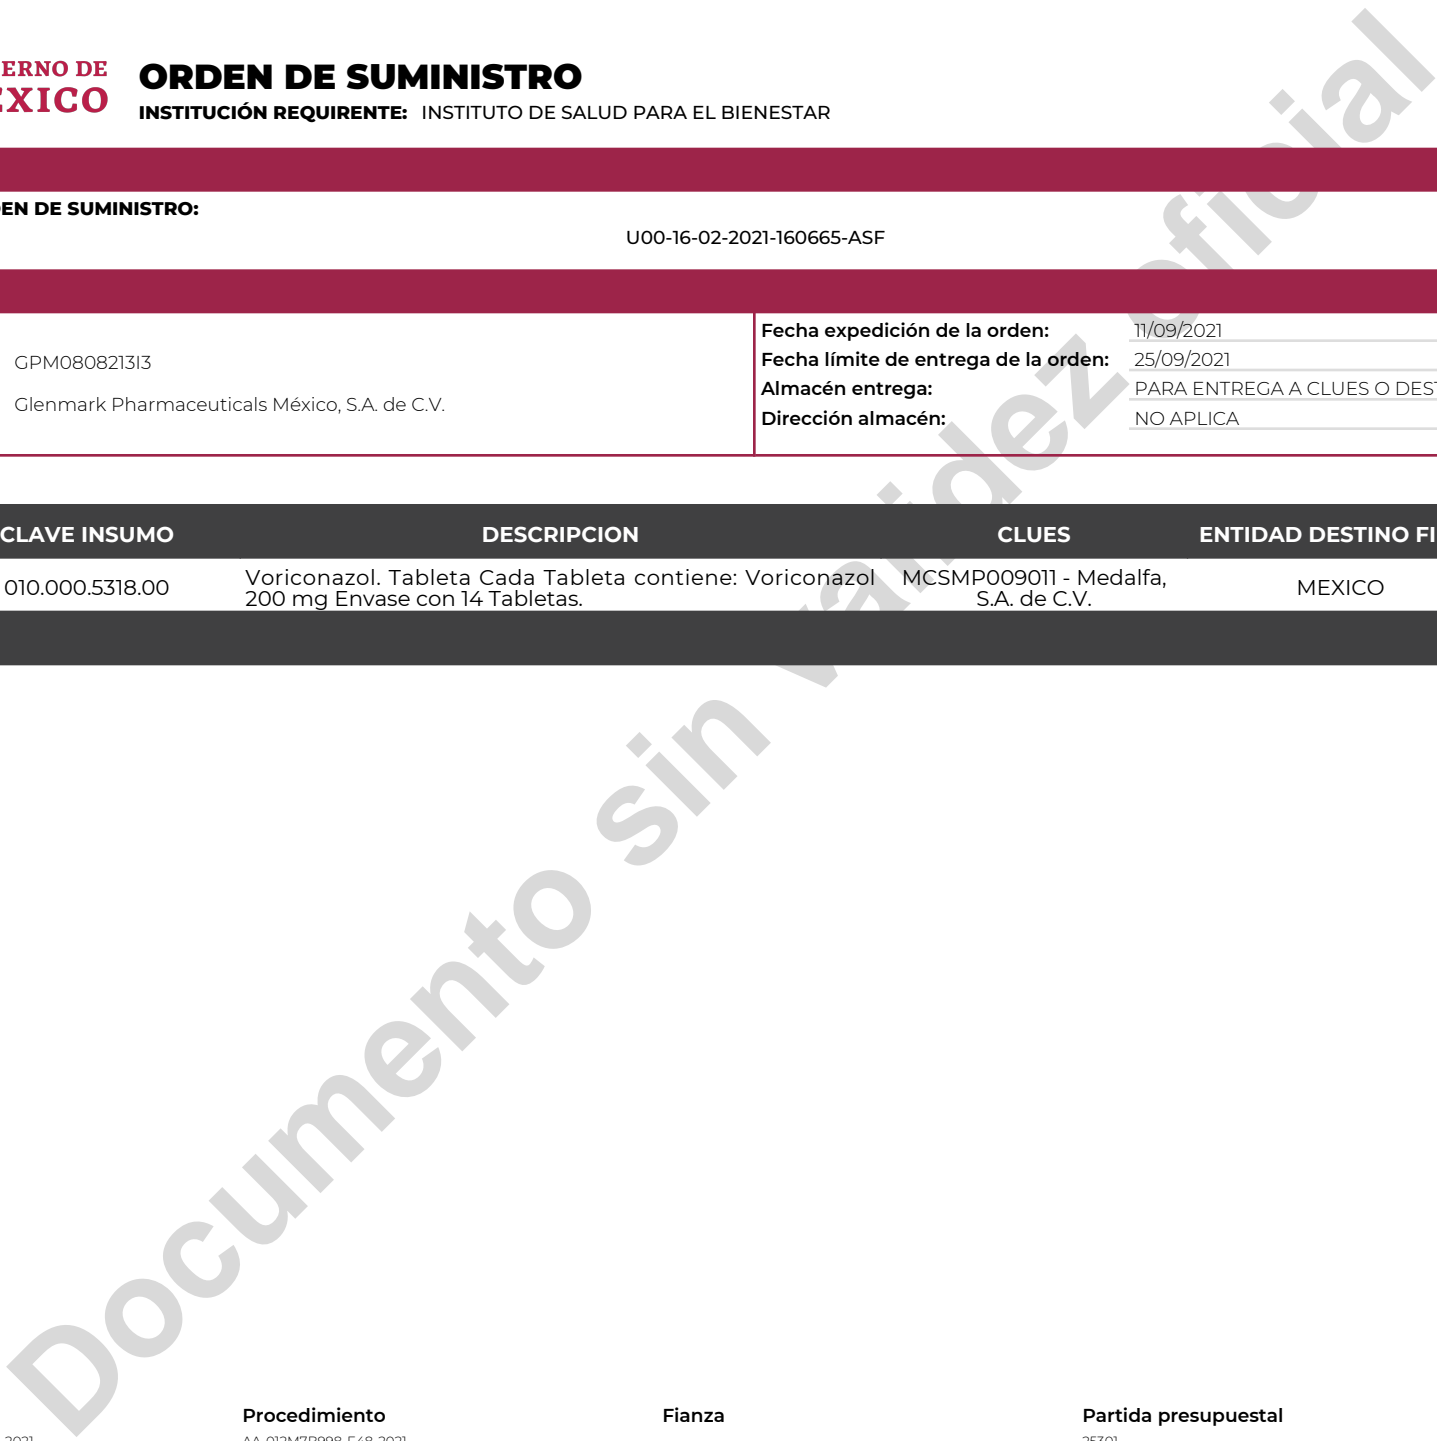 ERNO DE
XICO
ORDEN DE SUMINISTRO
INSTITUCIÓN REQUIRENTE: INSTITUTO DE SALUD PARA EL BIENESTAR
EN DE SUMINISTRO:
U00-16-02-2021-160665-ASF
GPM0808213I3
Glenmark Pharmaceuticals México, S.A. de C.V.
Fecha expedición de la orden: 11/09/2021
Fecha límite de entrega de la orden: 25/09/2021
Almacén entrega: PARA ENTREGA A CLUES O DEST
Dirección almacén: NO APLICA
CLAVE INSUMO DESCRIPCION CLUES ENTIDAD DESTINO FI
010.000.5318.00 Voriconazol. Tableta Cada Tableta contiene: Voriconazol MCSMP009011 - Medalfa, MEXICO
200 mg Envase con 14 Tabletas. S.A. de C.V.
Documento sin validez oficial
Procedimiento Fianza Partida presupuestal